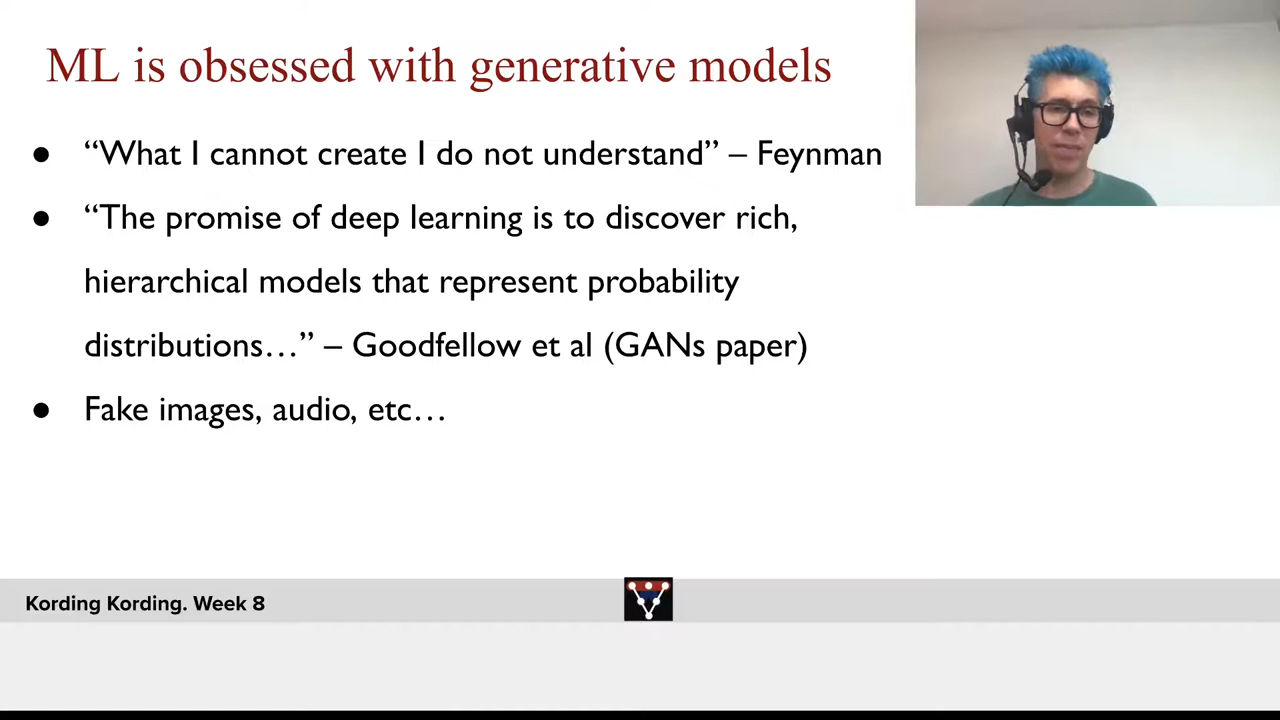 ML is obsessed with generative models
● “What I cannot create I do not understand” – Feynman
● “The promise of deep learning is to discover rich,
hierarchical models that represent probability
distributions…” – Goodfellow et al (GANs paper)
● Fake images, audio, etc…
Kording Kording. Week 8